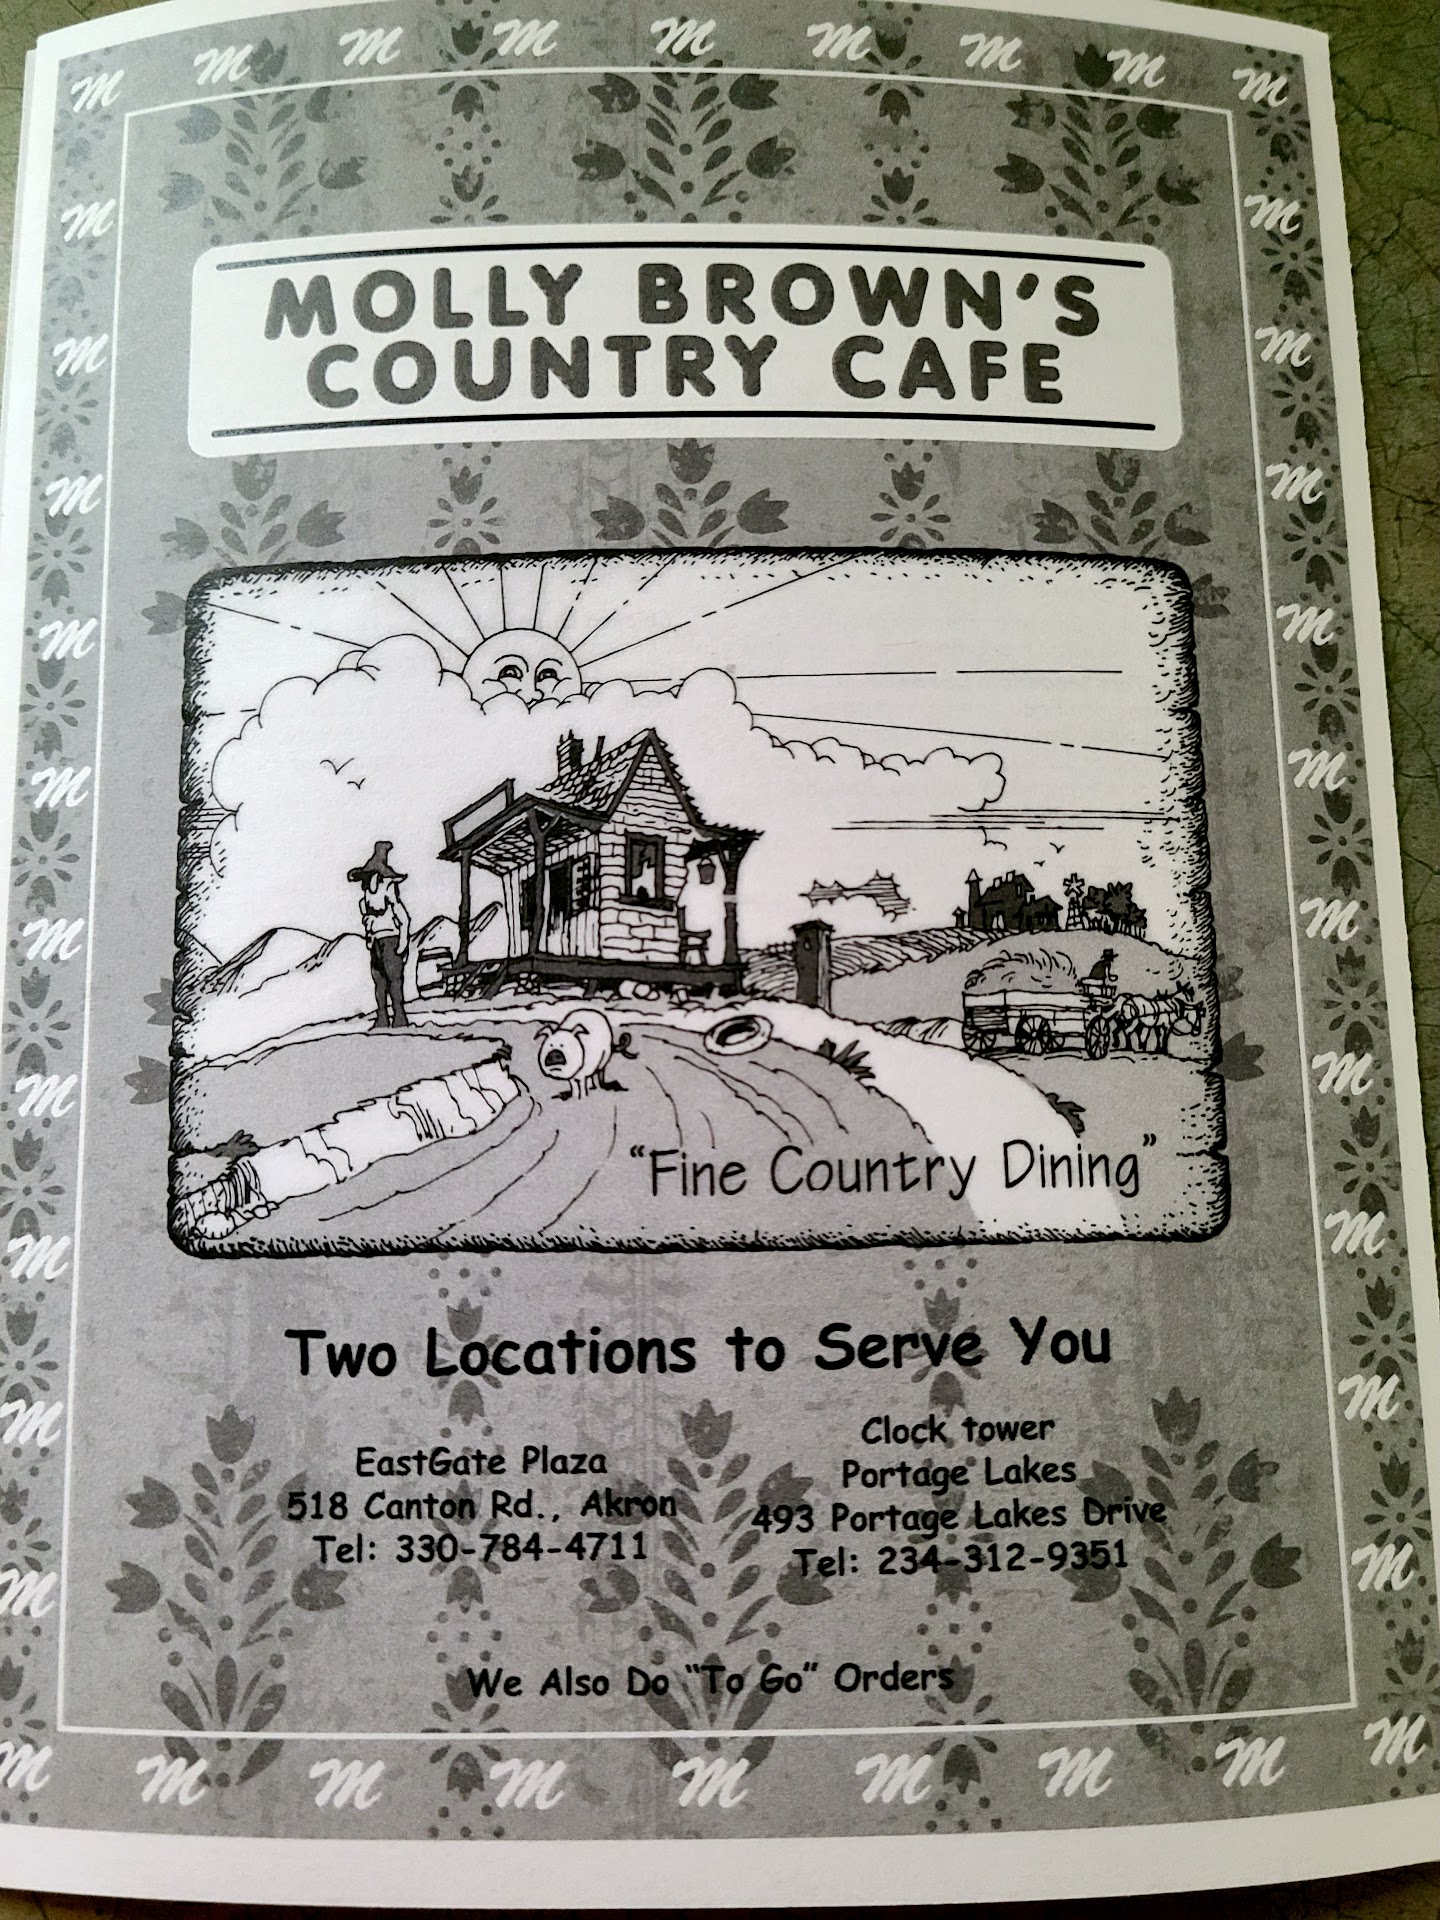 MOLLY BROWN'S
COUNTRY CAFE
"Fine Country Dining"
Two Locations to Serve You
EastGate Plaza
518 Canton Rd., Akron
Tel: 330-784-4711
Clock tower
Portage Lakes
493 Portage Lakes Drive
Tel: 234-312-9351
We Also Do "To Go" Orders